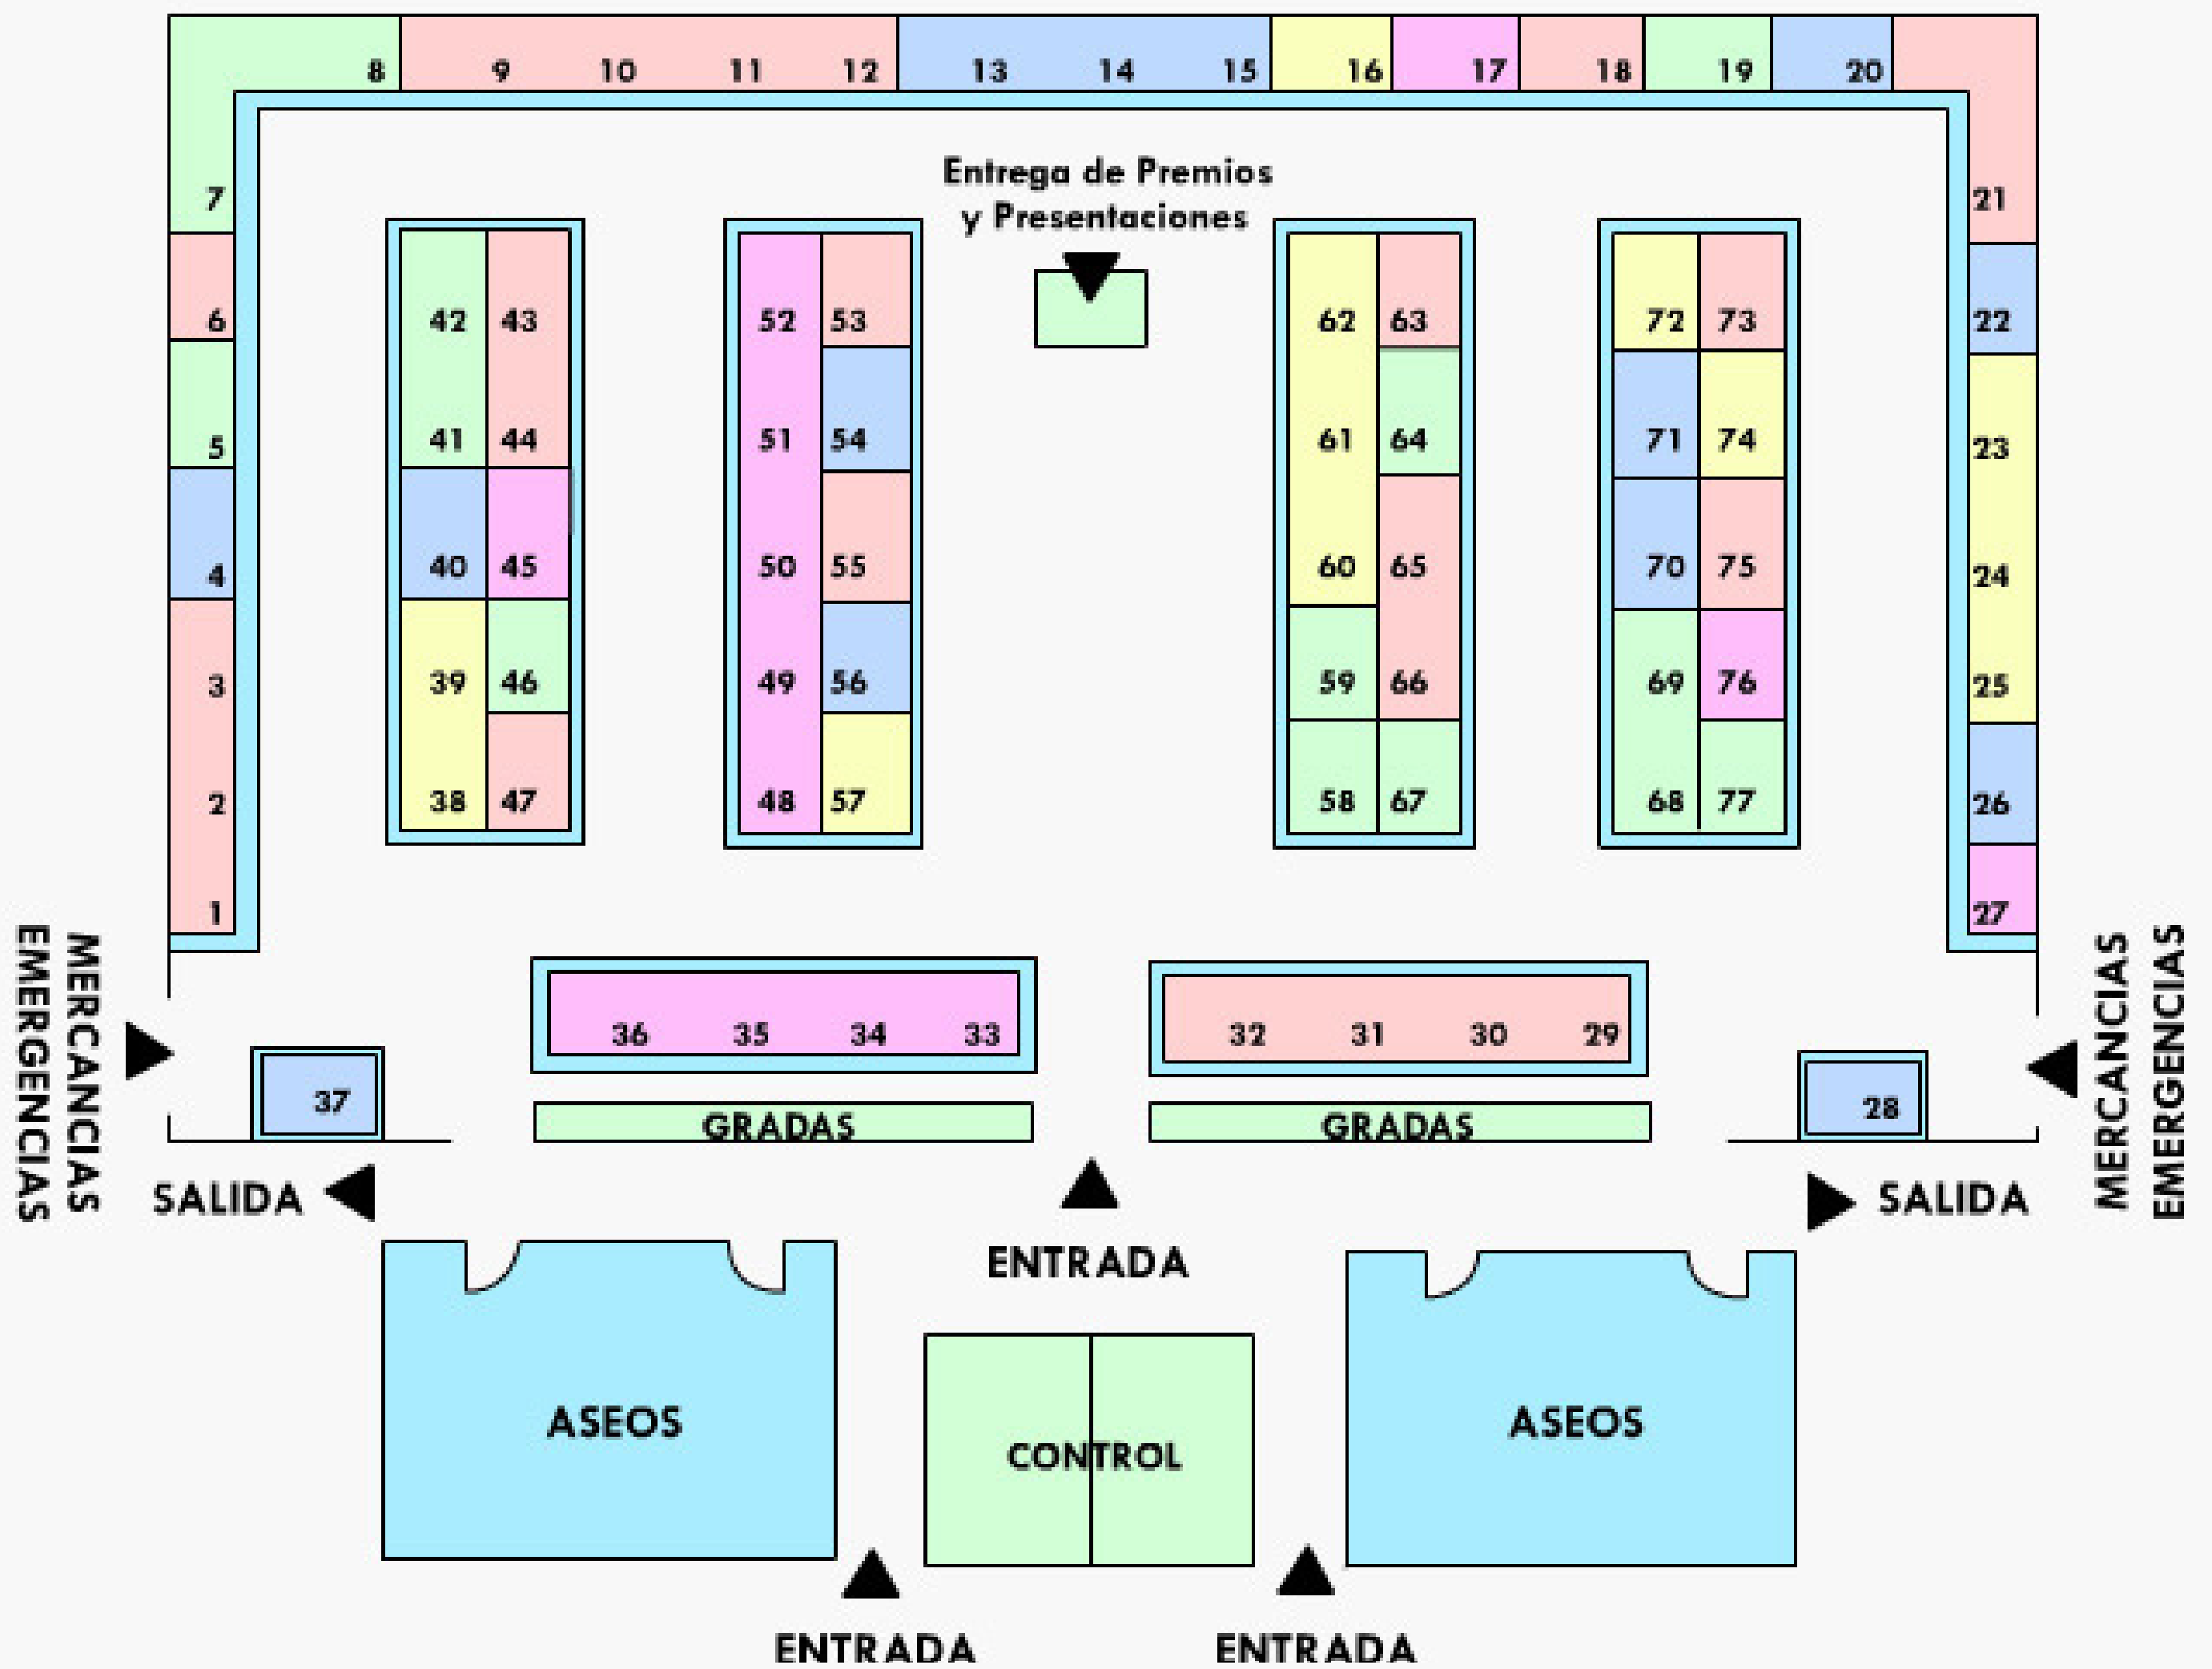 8 9 10 11 12 13 14 15 16 17 18 19 20
Entrega de Premios
y Presentaciones
7 21
6 42 43 52 53 62 63 72 73 22
5 41 44 51 54 61 64 71 74 23
4 40 45 50 55 60 65 70 75 24
3 39 46 49 56 59 66 69 76 25
2 38 47 48 57 58 67 68 77 26
1 27
MERCANCIAS
EMERGENCIAS
MERCANCIAS
EMERGENCIAS
36 35 34 33 32 31 30 29
37 28
GRADAS GRADAS
SALIDA SALIDA
ENTRADA
ASEOS ASEOS
CONTROL
ENTRADA ENTRADA